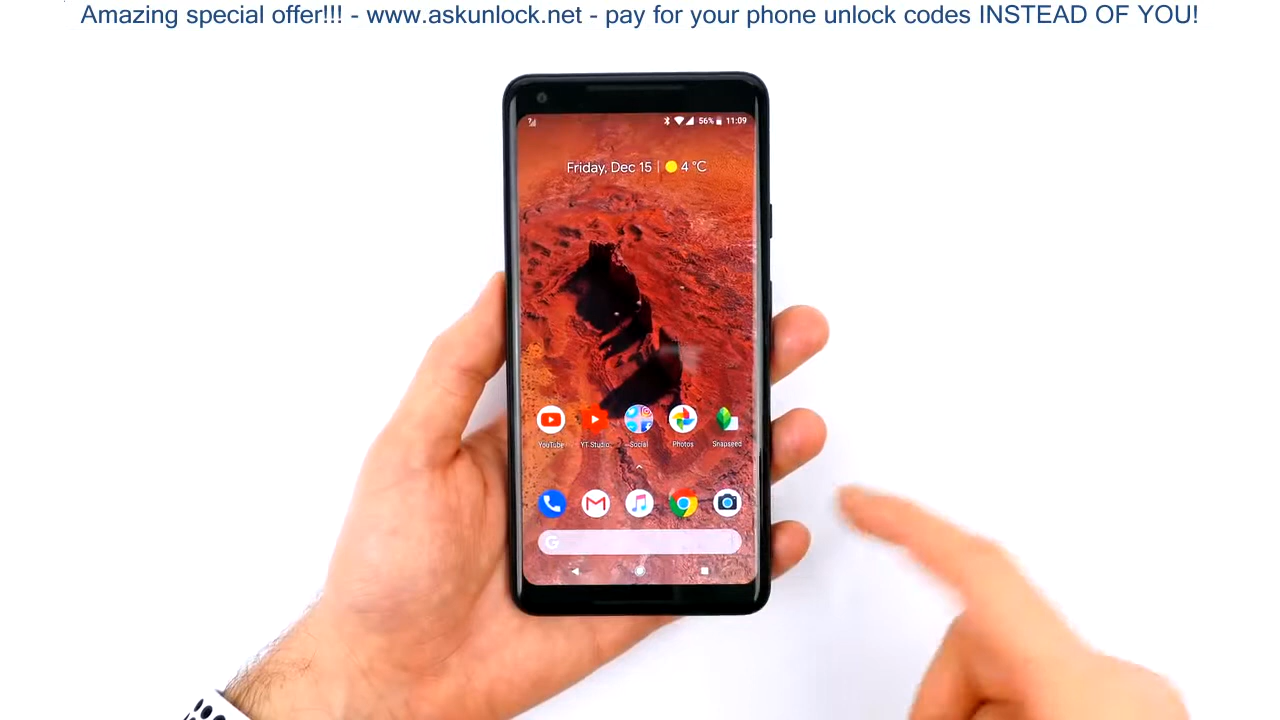 Amazing special offer!!! - www.askunlock.net - pay for your phone unlock codes INSTEAD OF YOU!
56% 11:09
Friday, Dec 15 | 4 °C
YouTube YT Studio Social Photos Snapseed
G